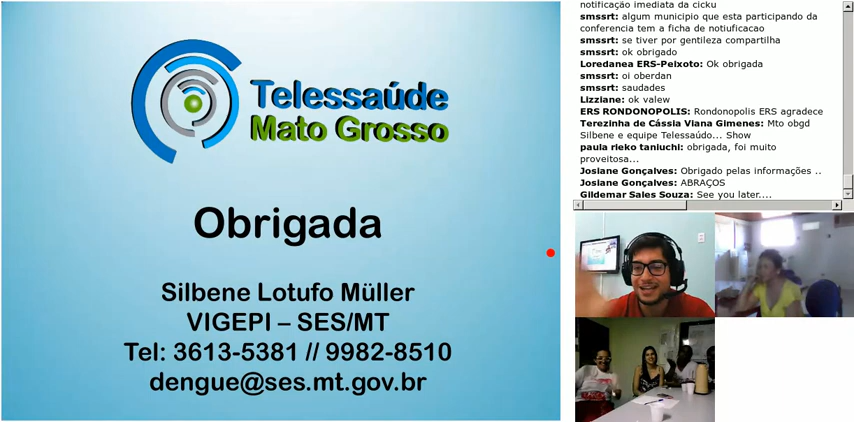 Telessaúde
Mato Grosso
Obrigada
Silbene Lotufo Müller
VIGEPI – SES/MT
Tel: 3613-5381 // 9982-8510
dengue@ses.mt.gov.br
notificação imediata da cicku
smssrt: algum municipio que esta participando da
conferencia tem a ficha de notiuficacao
smssrt: se tiver por gentileza compartilha
smssrt: ok obrigado
Loredanea ERS-Peixoto: Ok obrigada
smssrt: oi oberdan
smssrt: saudades
Lizziane: ok valew
ERS RONDONOPOLIS: Rondonopolis ERS agradece
Terezinha de Cássia Viana Gimenes: Mto obgd
Silbene e equipe Telessaúdo... Show
paula rieko taniuchi: obrigada, foi muito
proveitosa...
Josiane Gonçalves: Obrigado pelas informações ..
Josiane Gonçalves: ABRAÇOS
Gildemar Sales Souza: See you later....